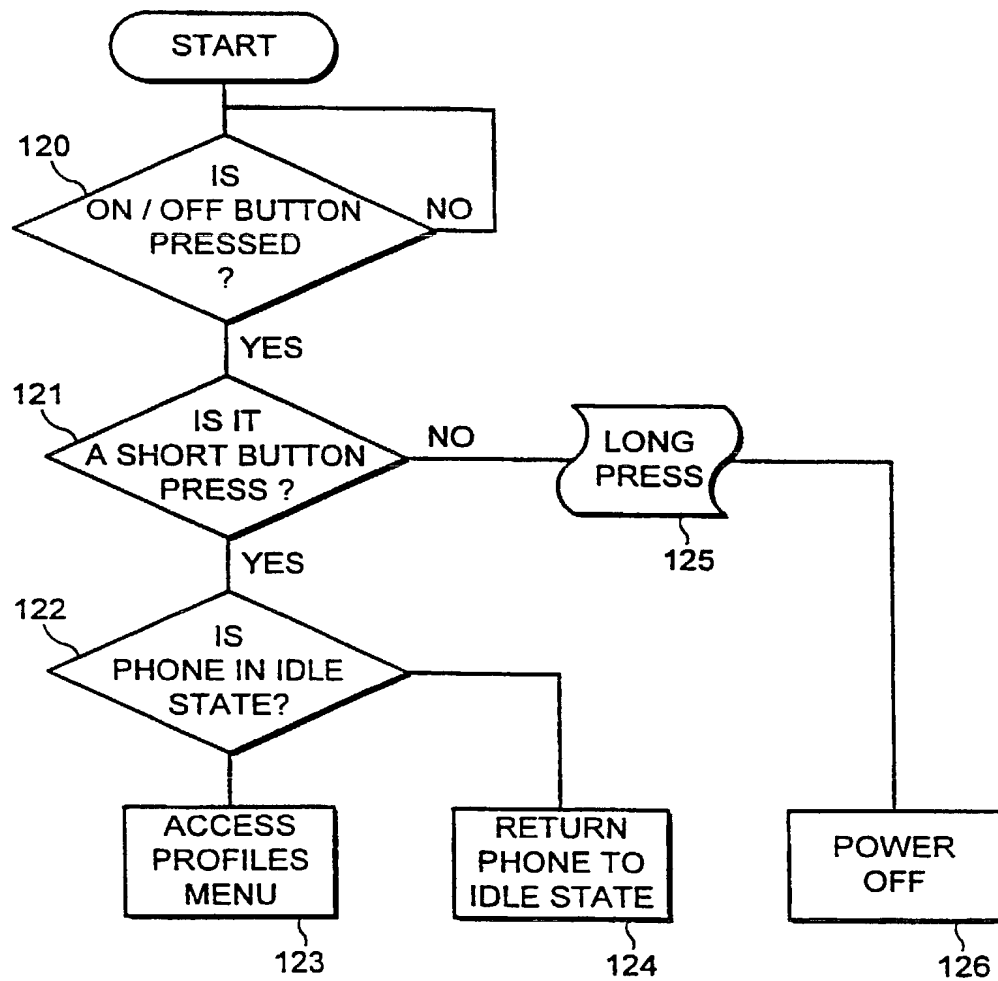 START
120
IS
ON / OFF BUTTON
PRESSED
?
NO
YES
121
IS IT
A SHORT BUTTON
PRESS ?
NO
LONG
PRESS
125
YES
122
IS
PHONE IN IDLE
STATE?
ACCESS
PROFILES
MENU
123
RETURN
PHONE TO
IDLE STATE
124
POWER
OFF
126